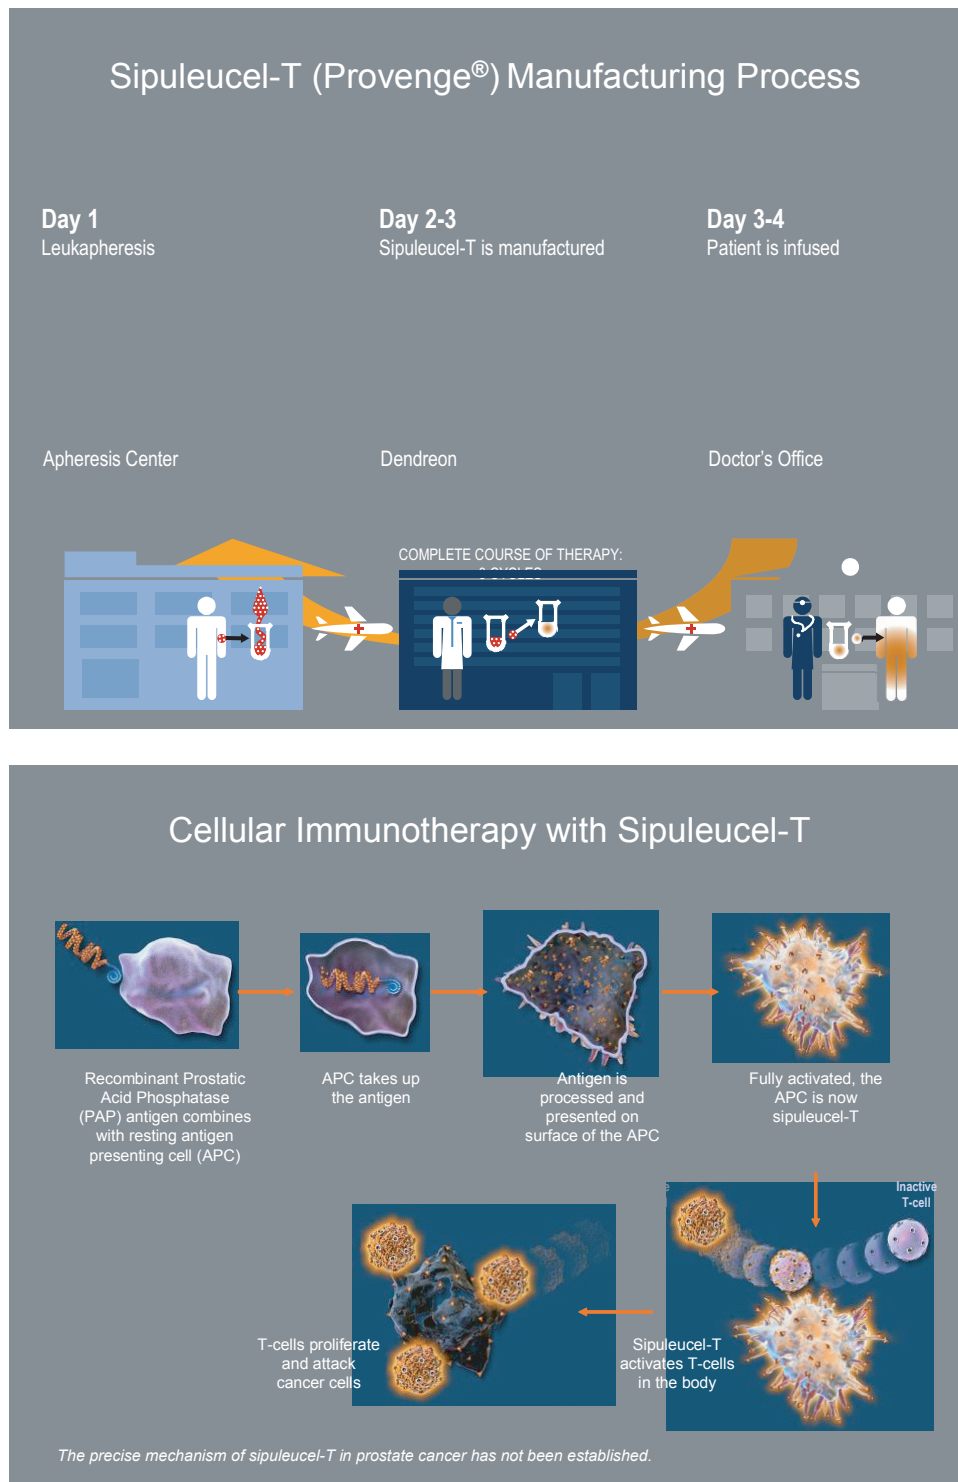 Sipuleucel-T (Provenge®) Manufacturing Process
Day 1
Leukapheresis
Day 2-3
Sipuleucel-T is manufactured
Day 3-4
Patient is infused
Apheresis Center
Dendreon
Doctor's Office
COMPLETE COURSE OF THERAPY:
Cellular Immunotherapy with Sipuleucel-T
Recombinant Prostatic
Acid Phosphatase
(PAP) antigen combines
with resting antigen
presenting cell (APC)
APC takes up
the antigen
Antigen is
processed and
presented on
surface of the APC
Fully activated, the
APC is now
sipuleucel-T
Inactive
T-cell
Sipuleucel-T
activates T-cells
in the body
T-cells proliferate
and attack
cancer cells
The precise mechanism of sipuleucel-T in prostate cancer has not been established.